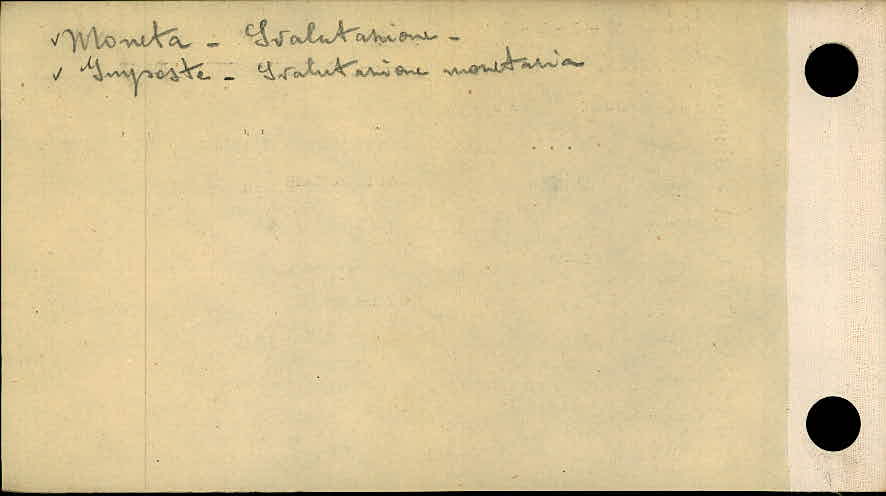 ✓ Moneta - Svalutazione -
✓ Imposte - Svalutazione monetaria